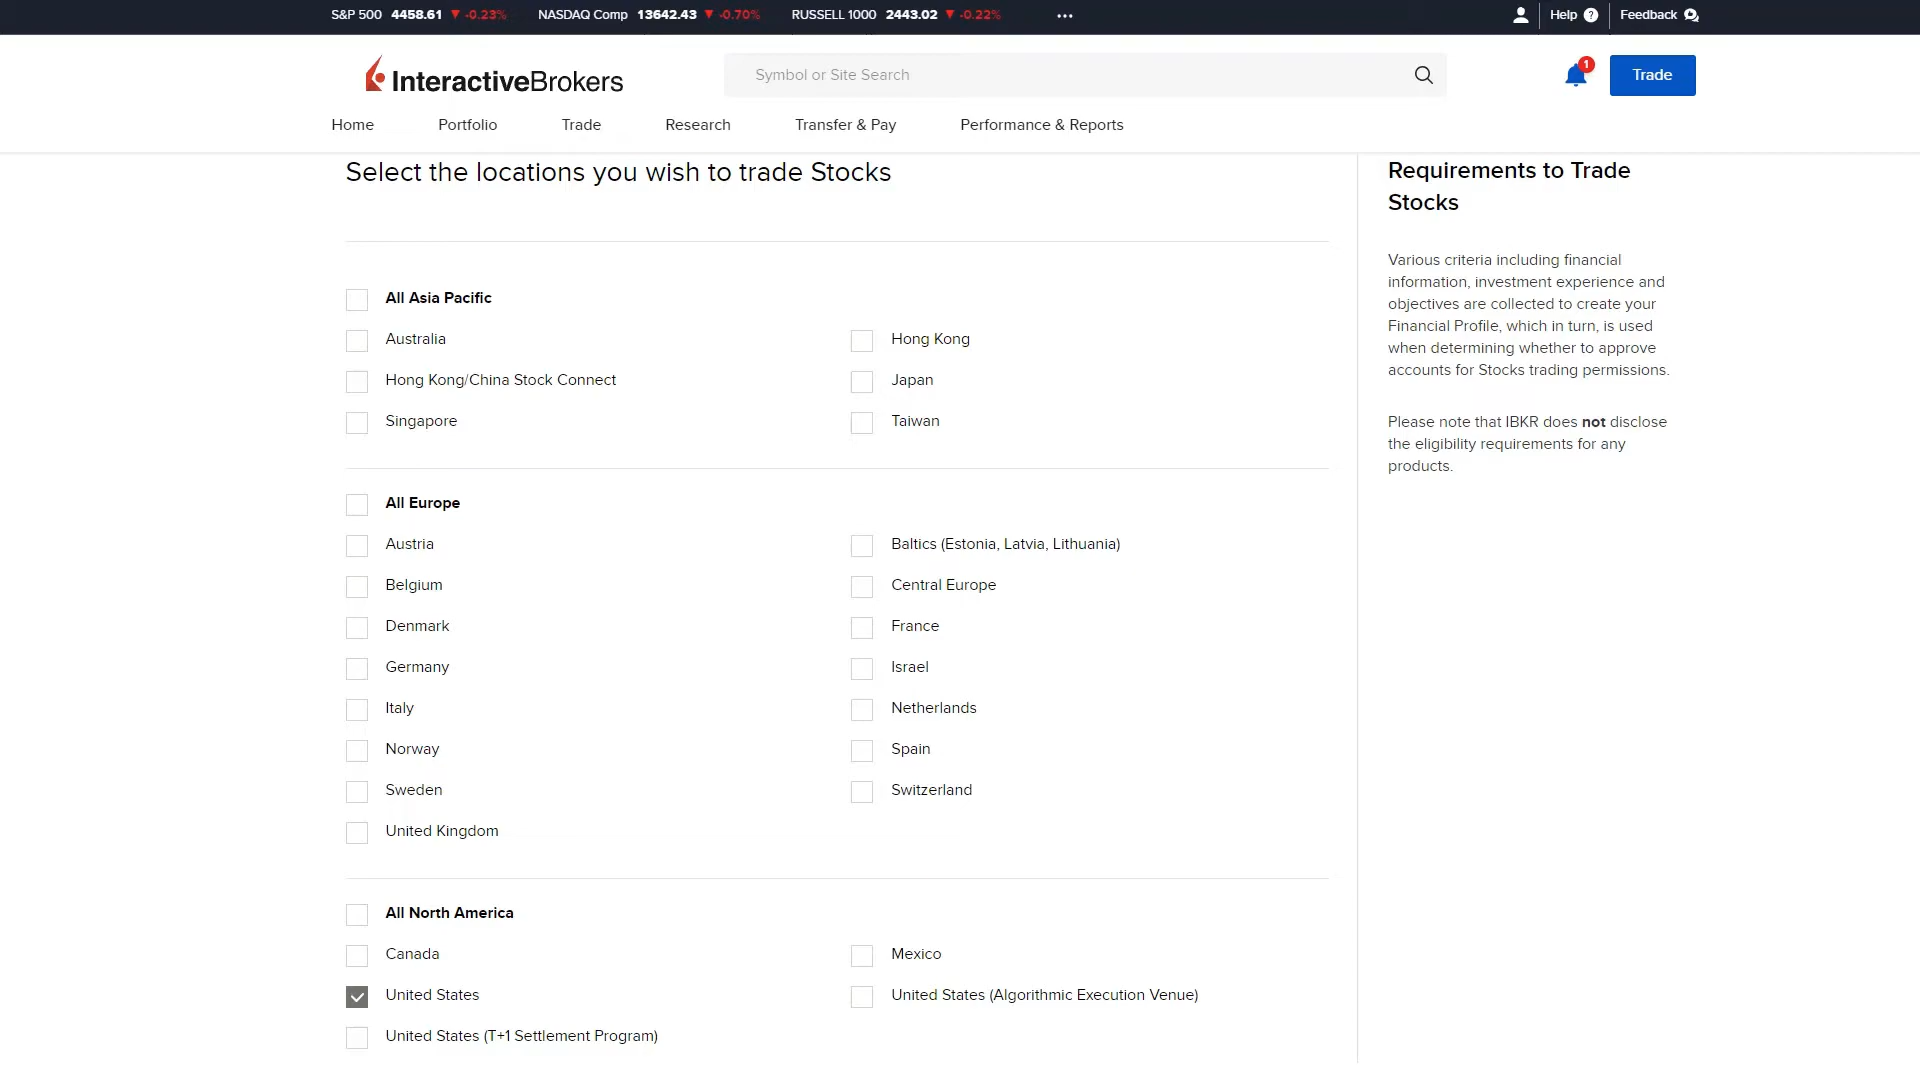 S&P 500 4458.61 ▼ -0.23% NASDAQ Comp 13642.43 ▼ -0.70% RUSSELL 1000 2443.02 ▼ -0.22% ••• Help ? Feedback
InteractiveBrokers Symbol or Site Search 1 Trade
Home Portfolio Trade Research Transfer & Pay Performance & Reports
Select the locations you wish to trade Stocks
All Asia Pacific
Australia Hong Kong
Hong Kong/China Stock Connect Japan
Singapore Taiwan
All Europe
Austria Baltics (Estonia, Latvia, Lithuania)
Belgium Central Europe
Denmark France
Germany Israel
Italy Netherlands
Norway Spain
Sweden Switzerland
United Kingdom
All North America
Canada Mexico
United States United States (Algorithmic Execution Venue)
United States (T+1 Settlement Program)
Requirements to Trade
Stocks
Various criteria including financial
information, investment experience and
objectives are collected to create your
Financial Profile, which in turn, is used
when determining whether to approve
accounts for Stocks trading permissions.
Please note that IBKR does not disclose
the eligibility requirements for any
products.